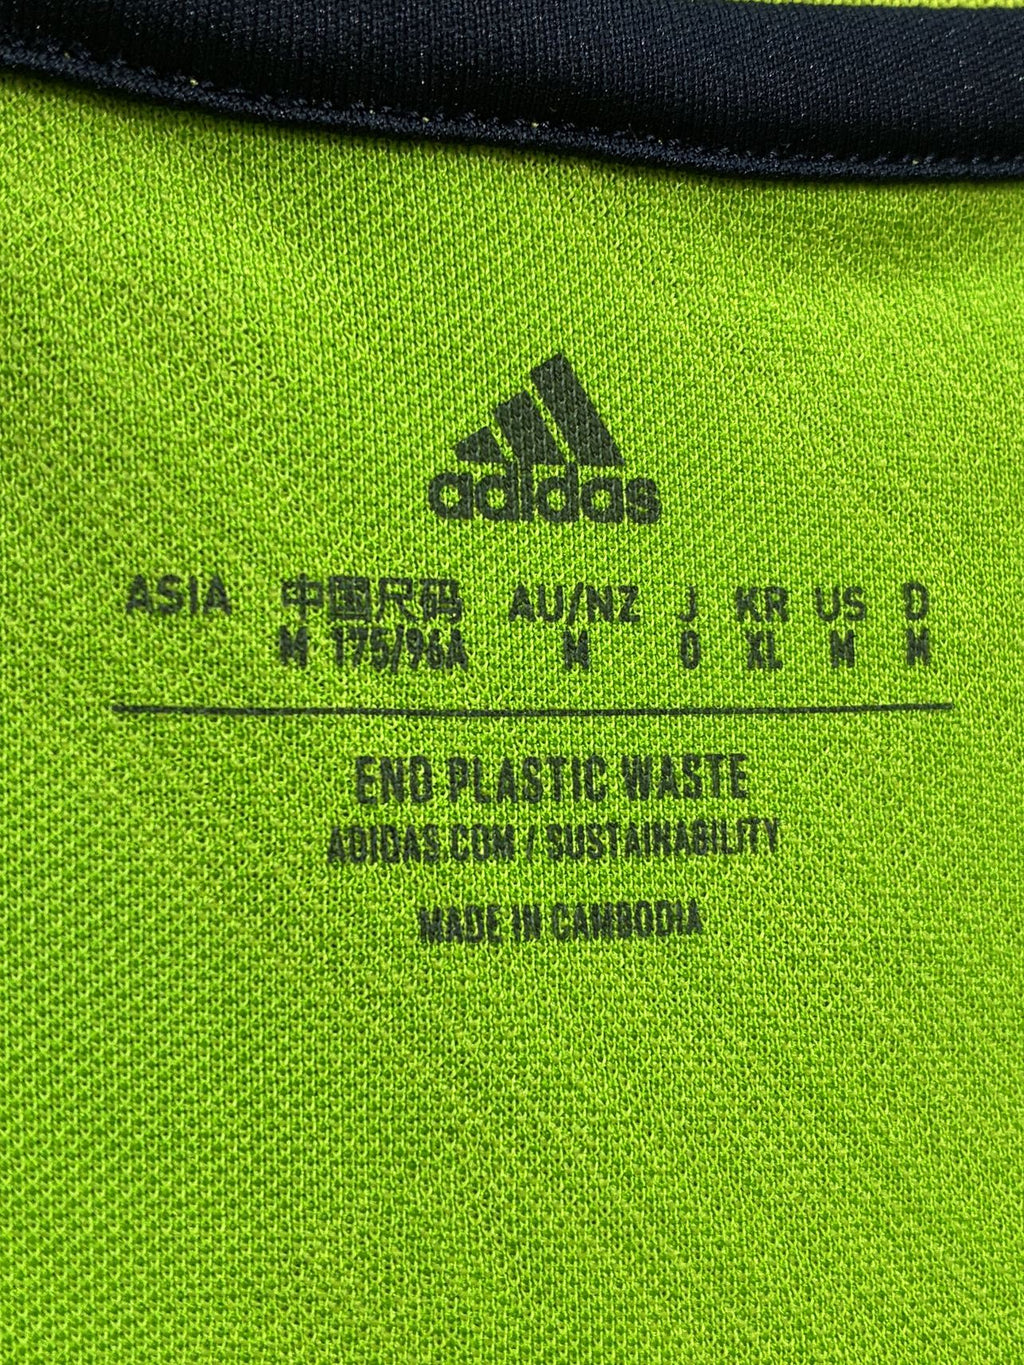 adidas
ASIA 中国尺码 AU/NZ J KR US D
M 175/96A M O XL M M
END PLASTIC WASTE
ADIDAS.COM / SUSTAINABILITY
MADE IN CAMBODIA